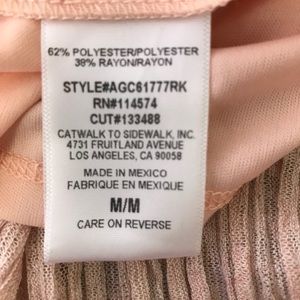 62% POLYESTER/POLYESTER
38% RAYON/RAYON
STYLE#AGC61777RK
RN#114574
CUT#133488
CATWALK TO SIDEWALK, INC.
4731 FRUITLAND AVENUE
LOS ANGELES, CA 90058
MADE IN MEXICO
FABRIQUE EN MEXIQUE
M/M
CARE ON REVERSE